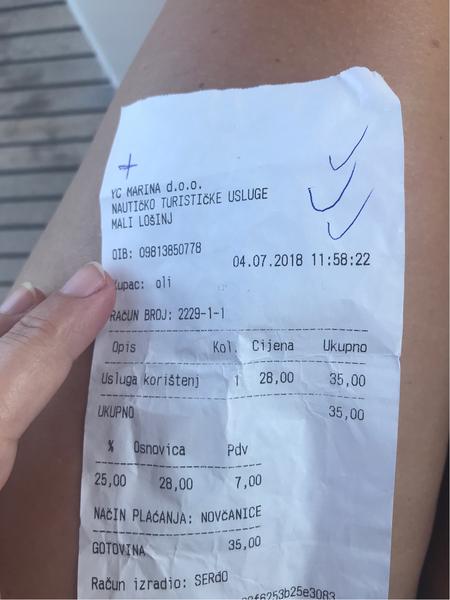 YC MARINA d.o.o.
NAUTIČKO TURISTIČKE USLUGE
MALI LOŠINJ
OIB: 09813850778
04.07.2018 11:58:22
Kupac: oli
RAČUN BROJ: 2229-1-1
Opis Kol. Cijena Ukupno
Usluga korištenj 1 28,00 35,00
UKUPNO 35,00
% Osnovica Pdv
25,00 28,00 7,00
NAČIN PLAĆANJA: NOVČANICE
GOTOVINA 35,00
Račun izradio: SERĐO